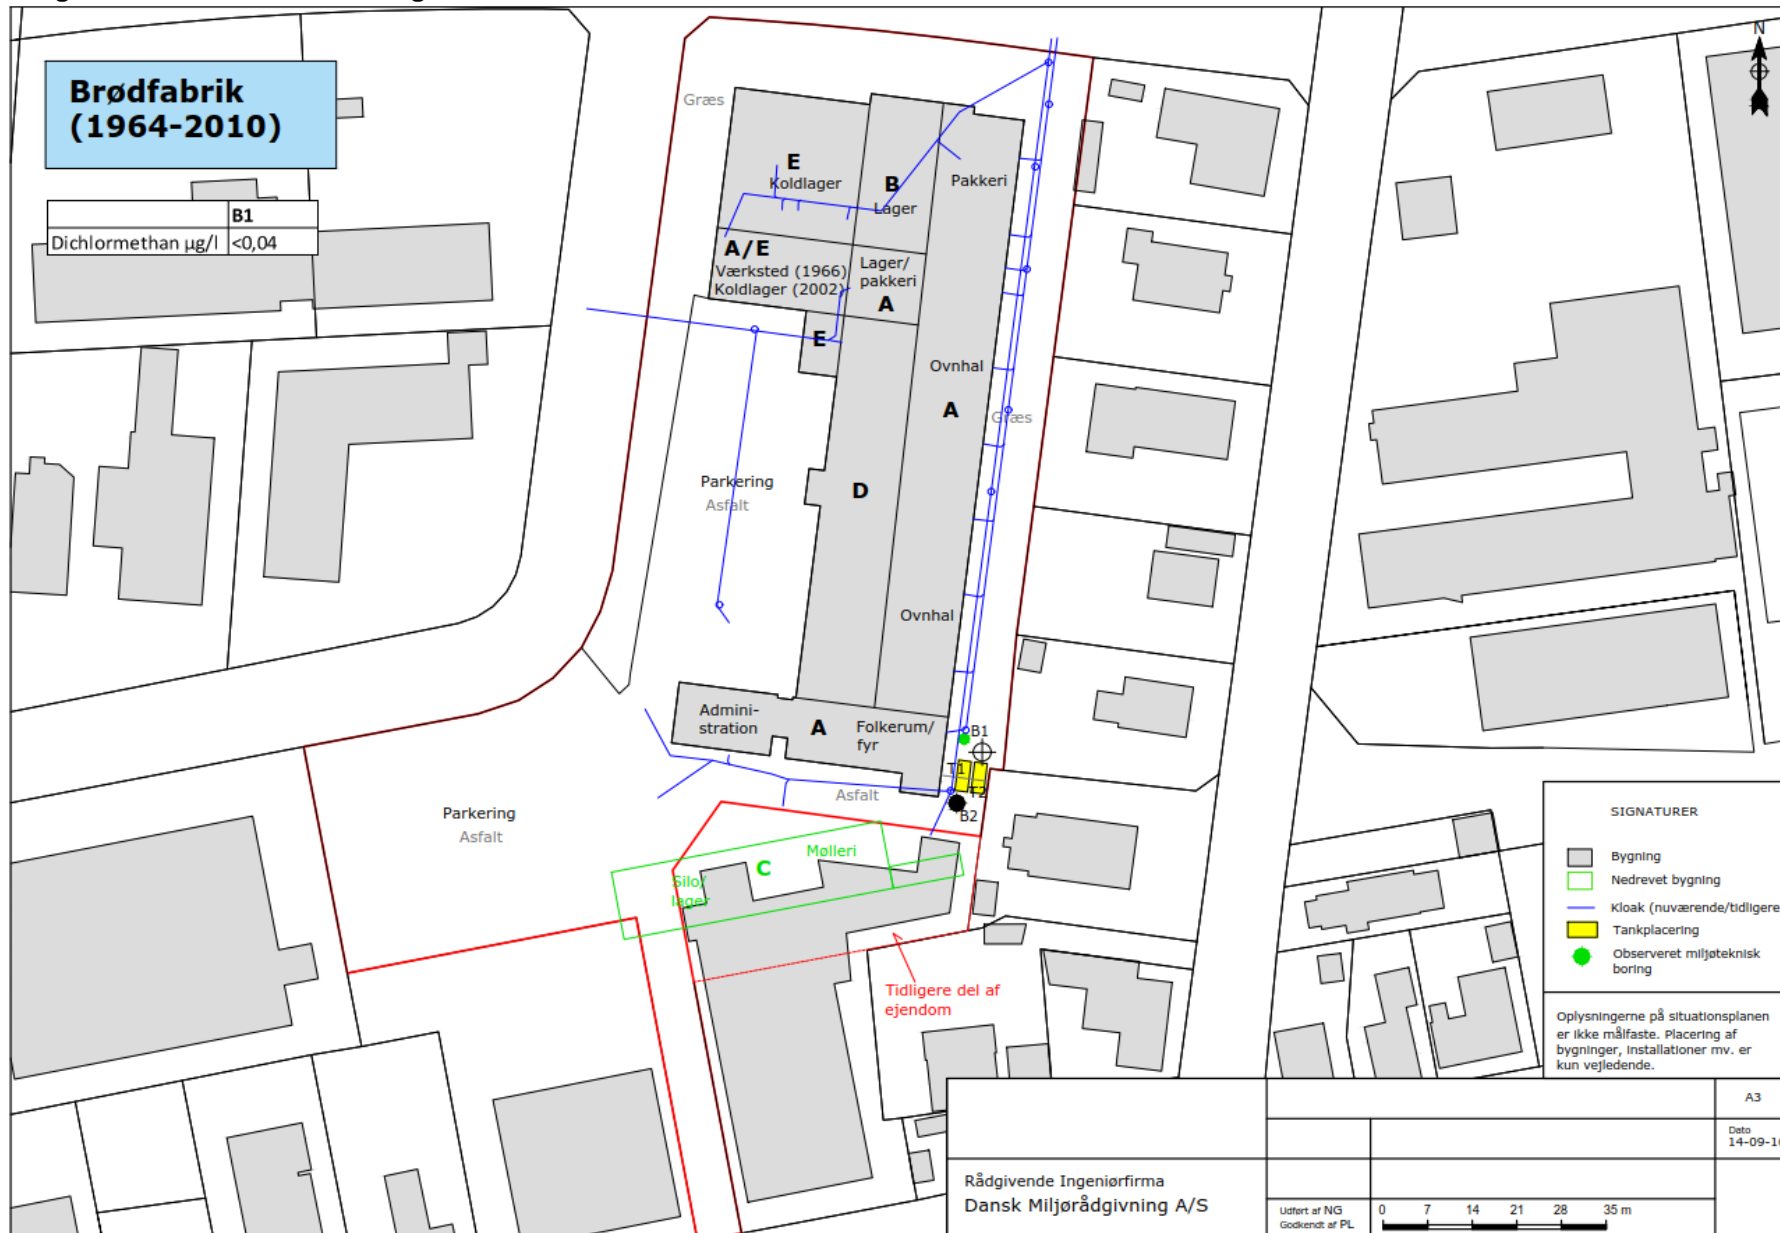 Brødfabrik
(1964-2010)
B1
Dichlormethan µg/l <0,04
N
Græs
E
Koldlager
B
Lager
Pakkeri
A/E
Værksted (1966)
Koldlager (2002)
Lager/
pakkeri
A
E
Ovnhal
A
Græs
Parkering
Asfalt
D
Ovnhal
Admini-
stration
A
Folkerum/
fyr
B1
T1
T2
B2
Asfalt
Parkering
Asfalt
Mølleri
C
Silo/
lager
Tidligere del af
ejendom
SIGNATURER
Bygning
Nedrevet bygning
Kloak (nuværende/tidligere
Tankplacering
Observeret miljøteknisk
boring
Oplysningerne på situationsplanen
er ikke målfaste. Placering af
bygninger, installationer mv. er
kun vejledende.
A3
Dato
14-09-16
Rådgivende Ingeniørfirma
Dansk Miljørådgivning A/S
Udført af NG
Godkendt af PL
0 7 14 21 28 35 m